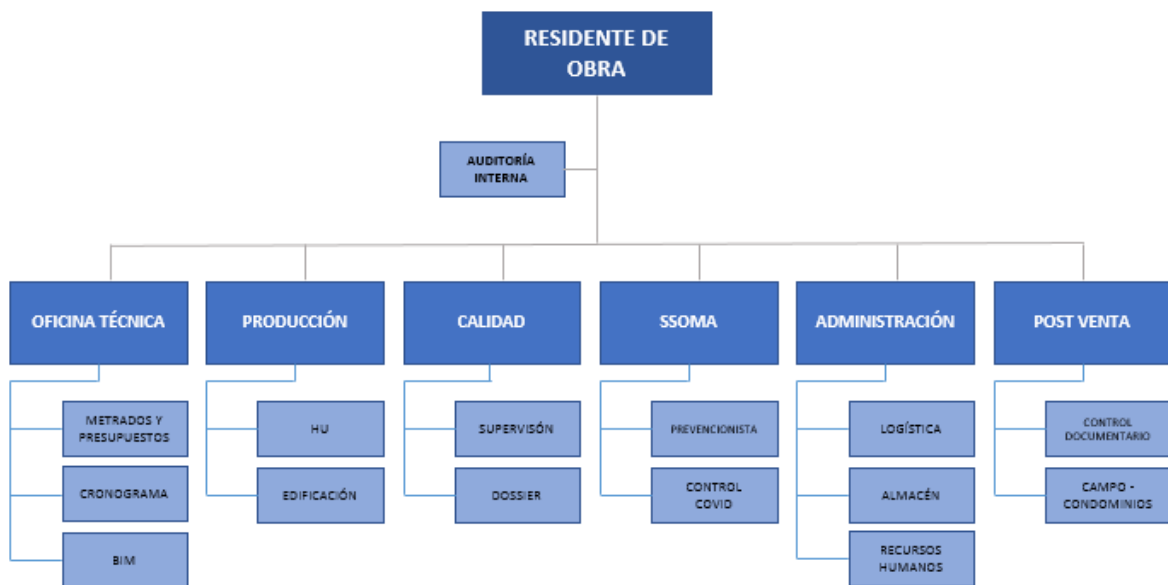 RESIDENTE DE
OBRA
AUDITORÍA
INTERNA
OFICINA TÉCNICA
PRODUCCIÓN
CALIDAD
SSOMA
ADMINISTRACIÓN
POST VENTA
METRADOS Y
PRESUPUESTOS
CRONOGRAMA
BIM
HU
EDIFICACIÓN
SUPERVISÓN
DOSSIER
PREVENCIONISTA
CONTROL
COVID
LOGÍSTICA
ALMACÉN
RECURSOS
HUMANOS
CONTROL
DOCUMENTARIO
CAMPO -
CONDOMINIOS